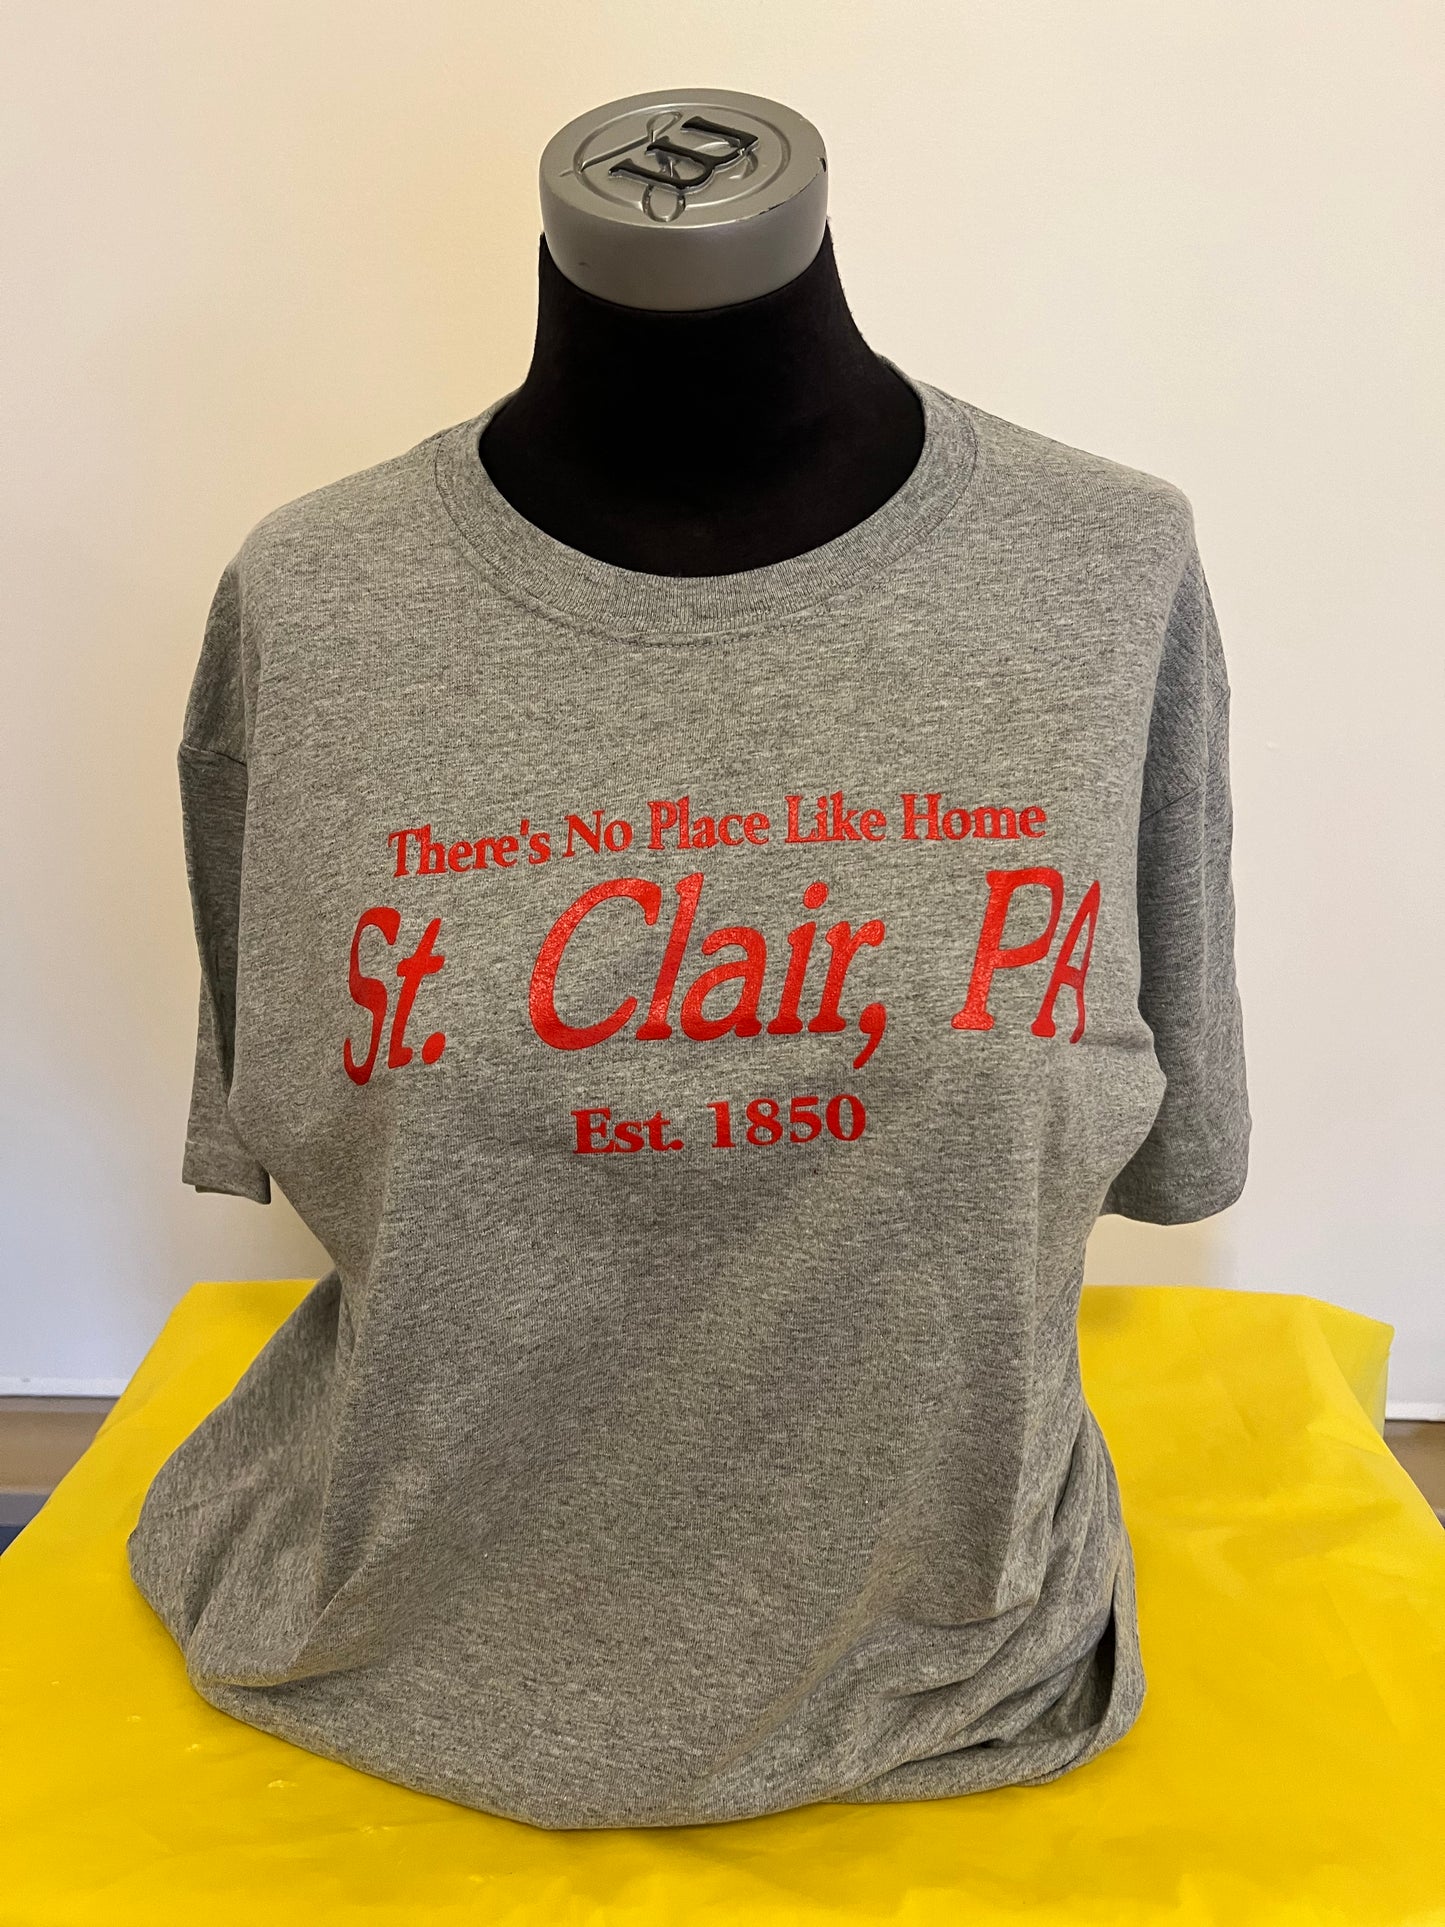 There's No Place Like Home
St. Clair, PA
Est. 1850